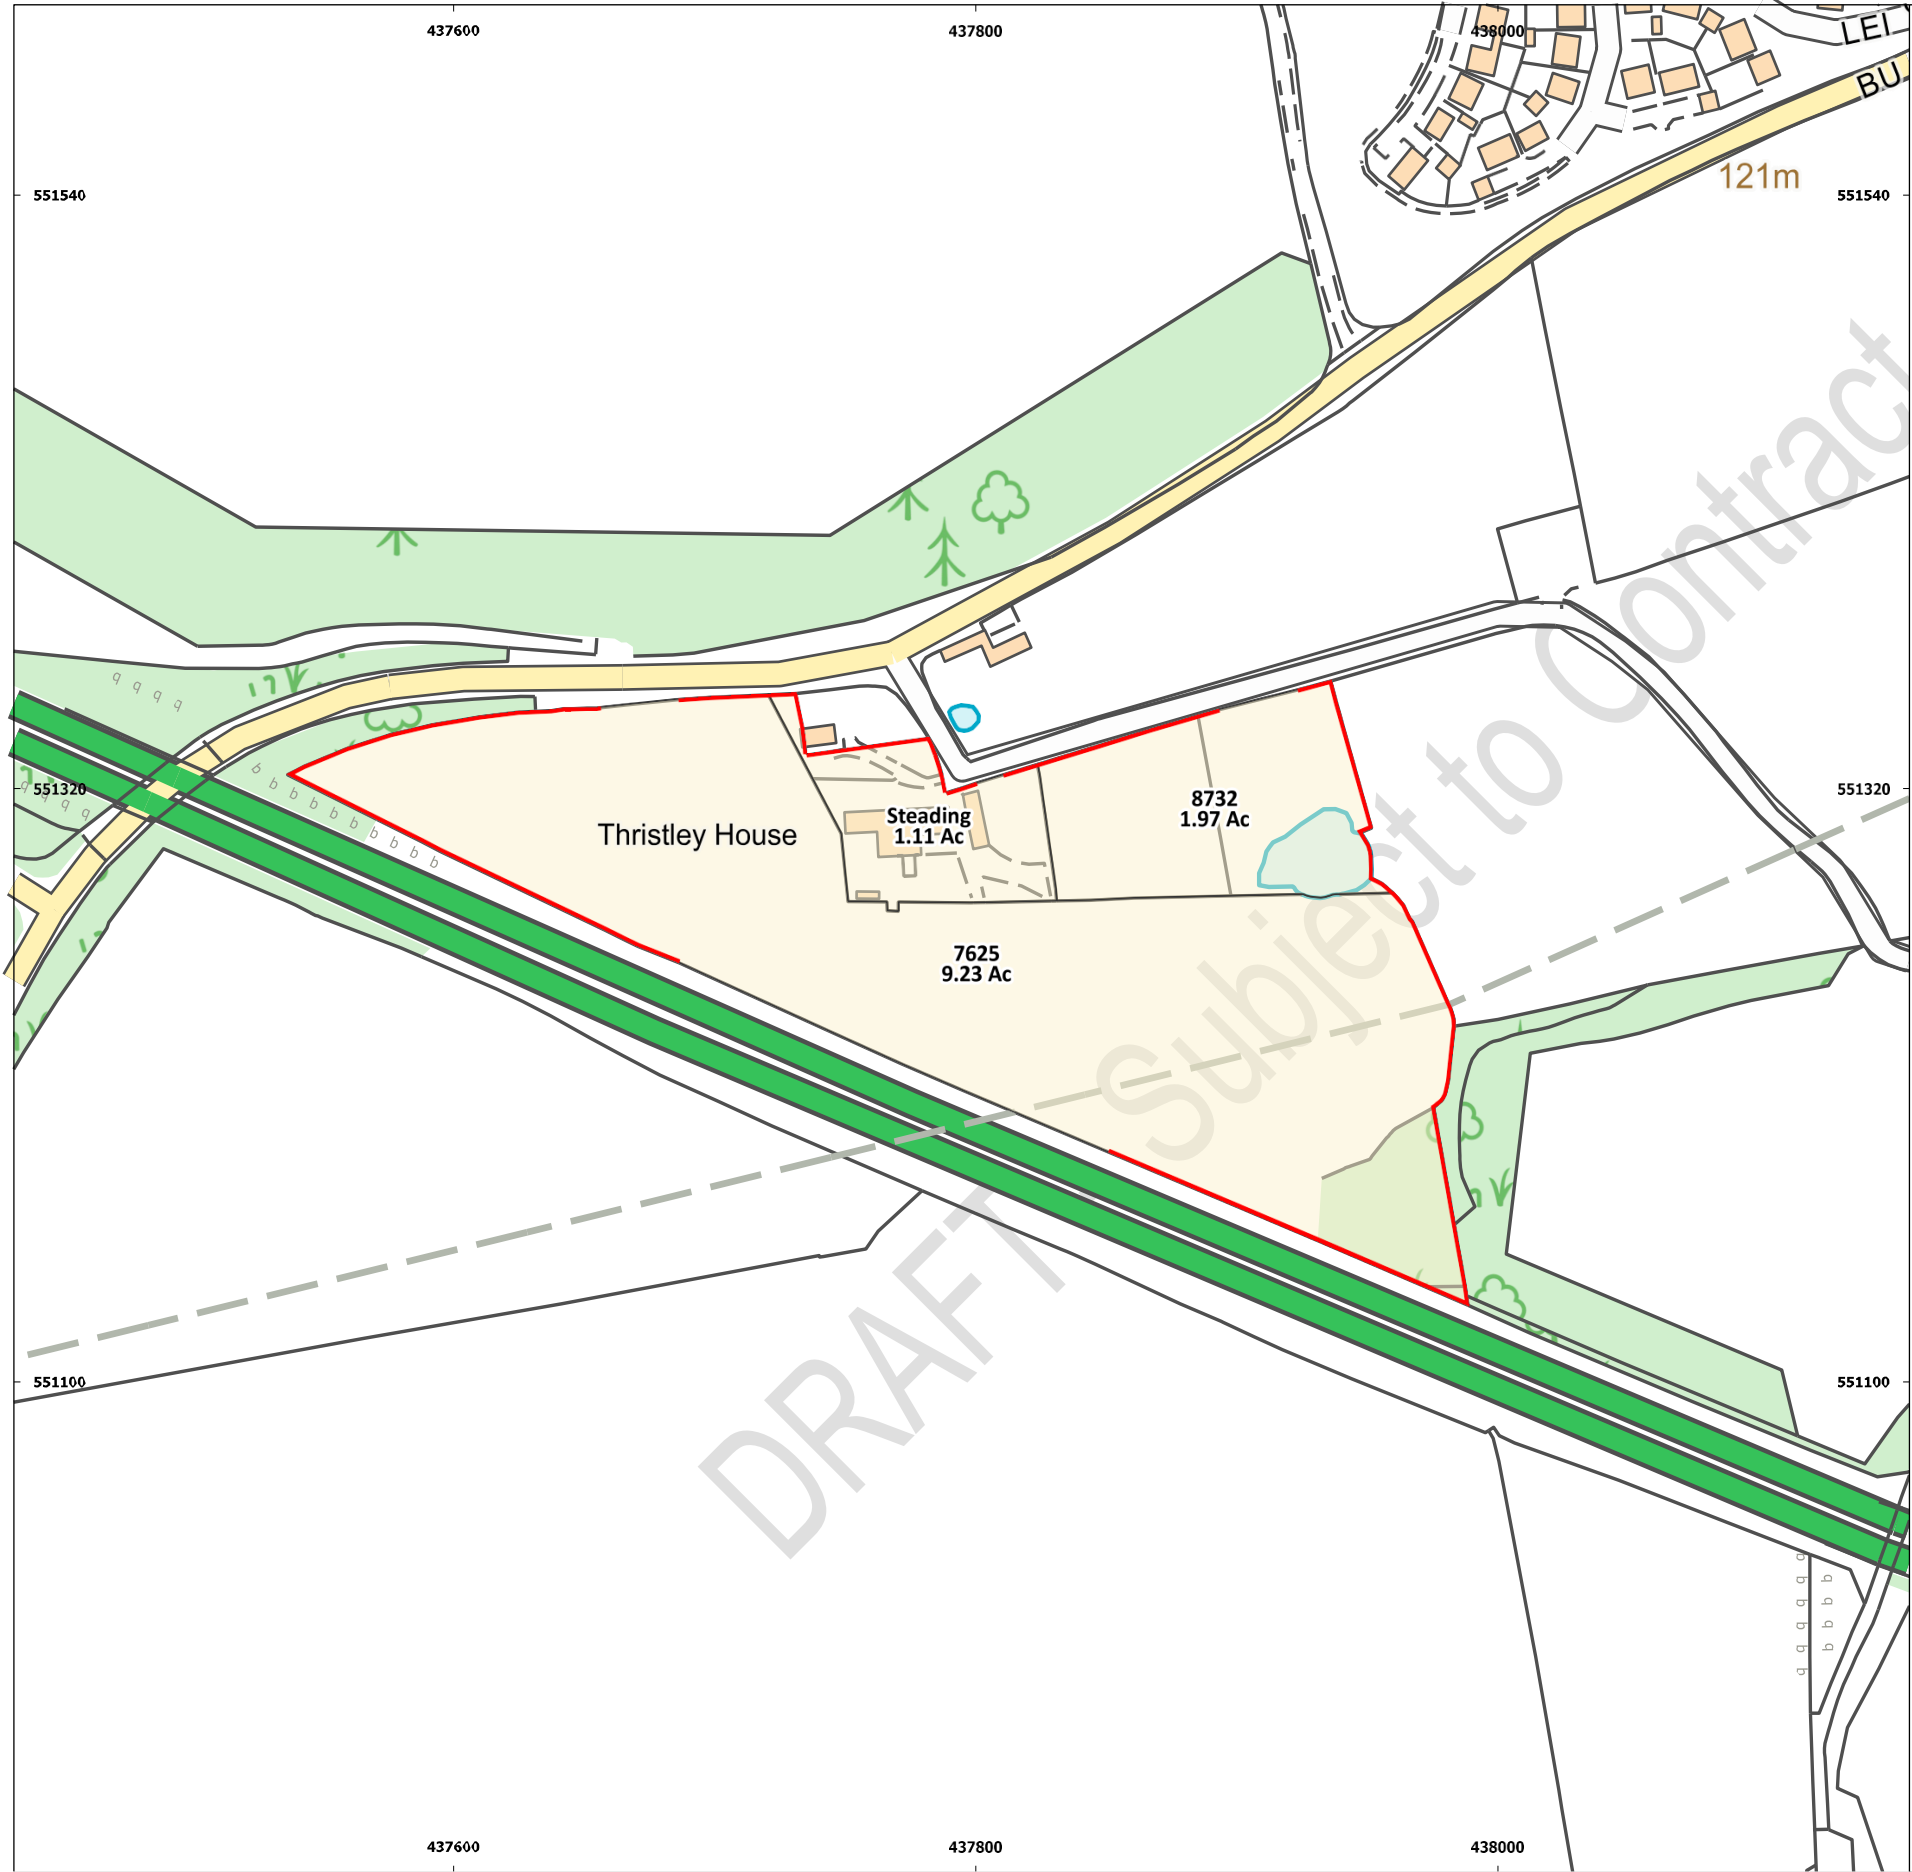 437600
437800
438000
LEI
BU
121m
551540
551540
551320
551320
Thristley House
Steading
1.11 Ac
8732
1.97 Ac
7625
9.23 Ac
DRAFT Subject to Contract
551100
551100
437600
437800
438000